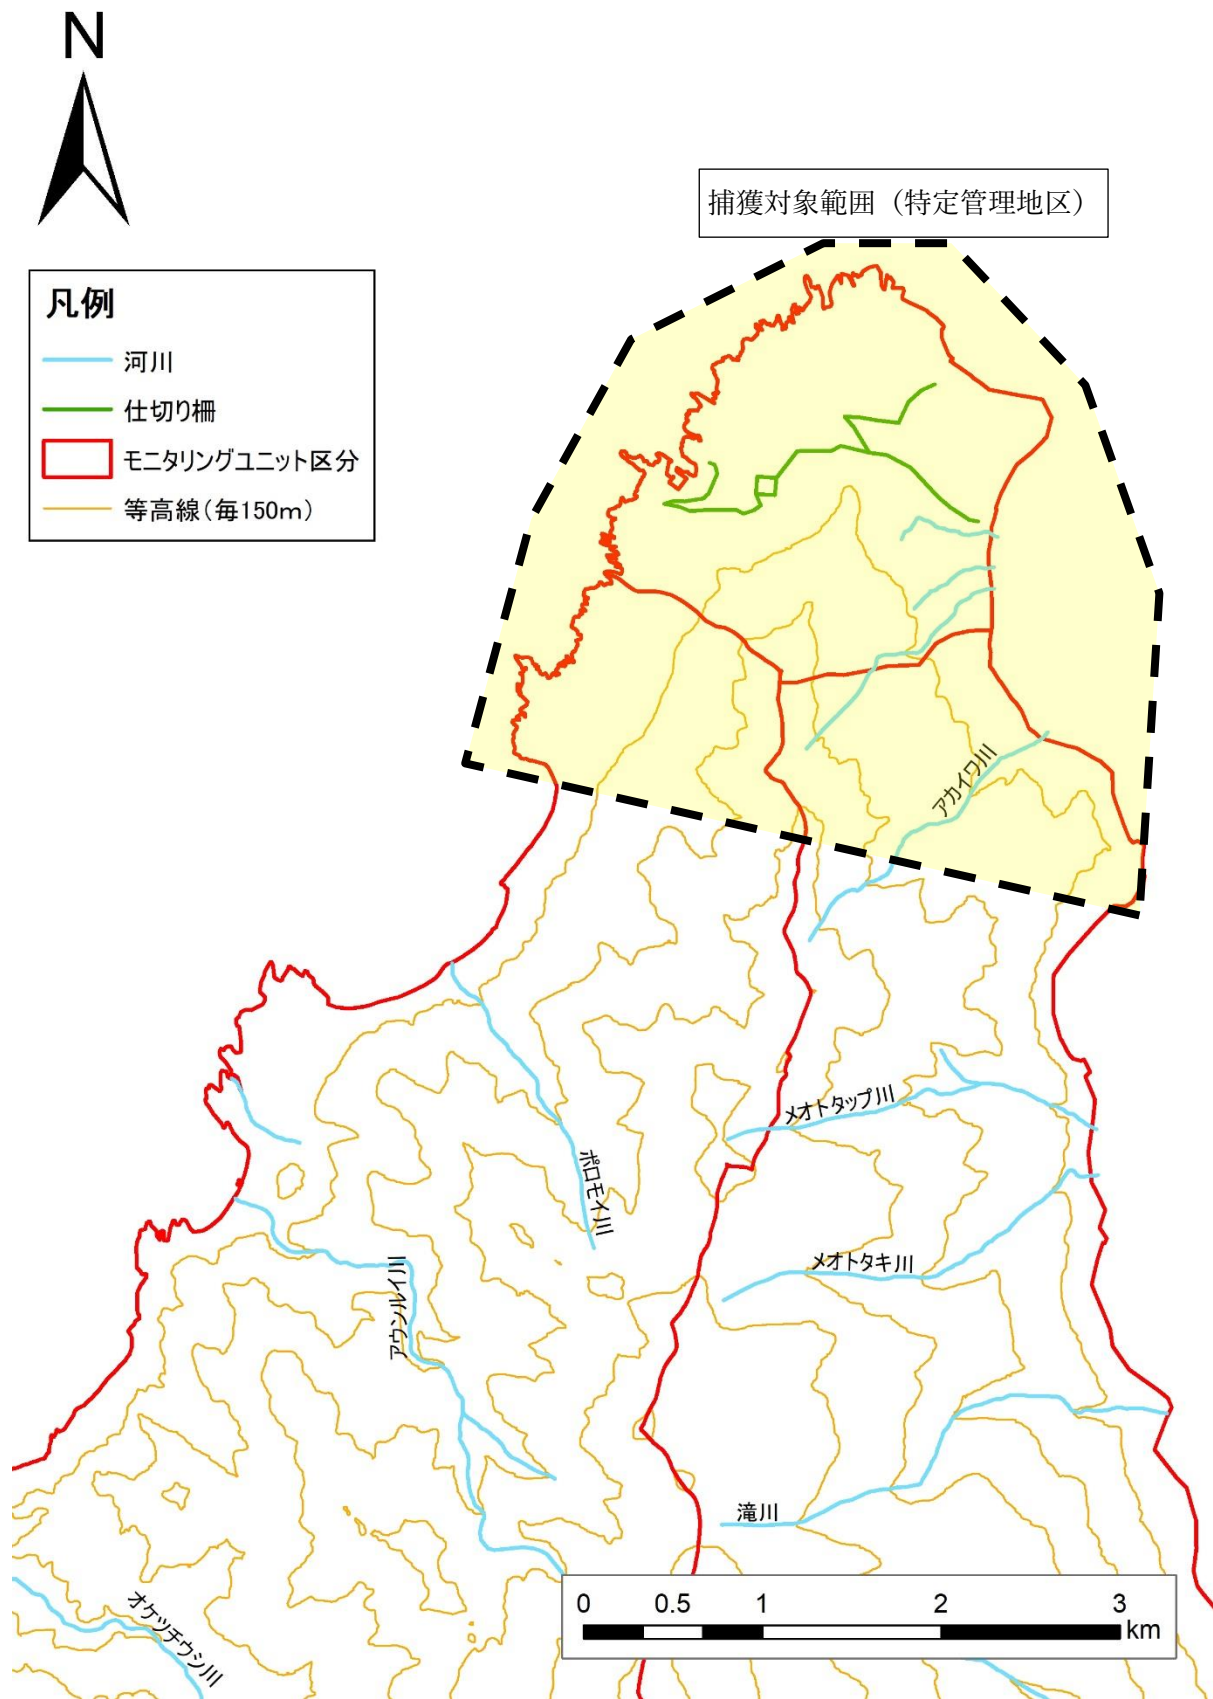 N
捕獲対象範囲（特定管理地区）
凡例
河川
仕切り柵
モニタリングユニット区分
等高線（毎150m）
アカイワ川
メオトタップ川
ポロモイ川
メオトタキ川
アウンルイ川
滝川
オケッチウシ川
0 0.5 1 2 3
km